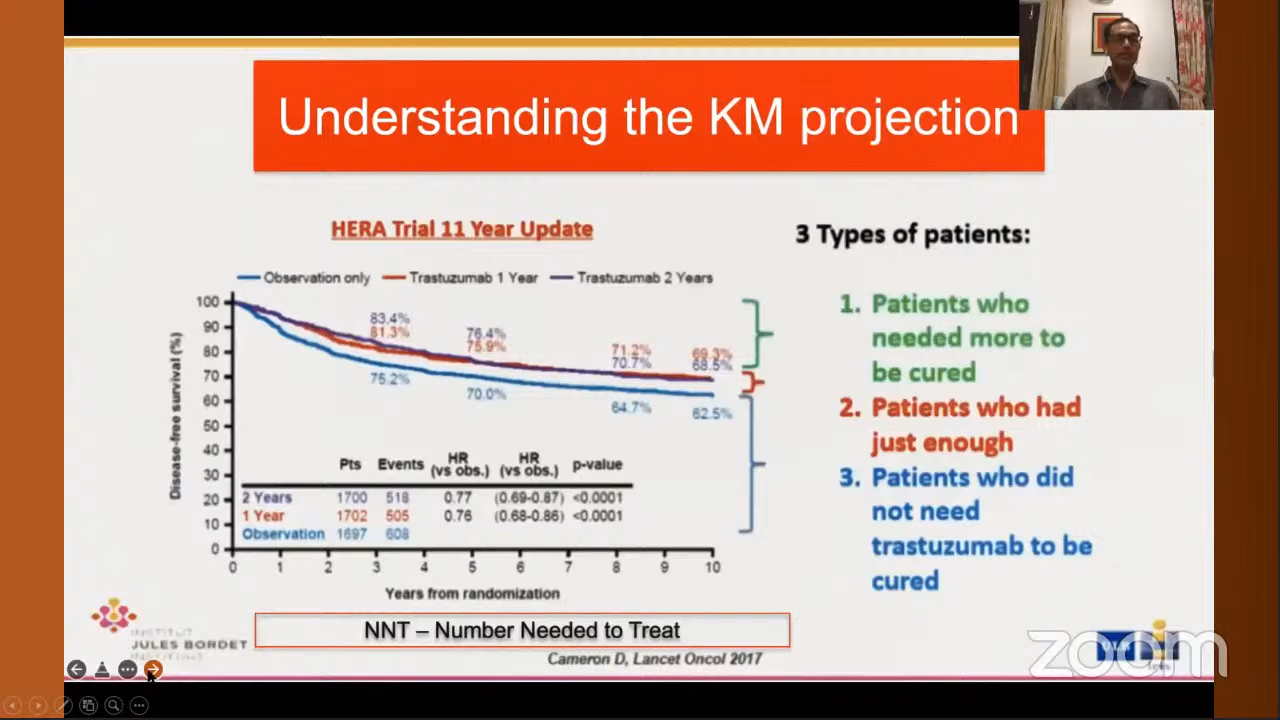 Understanding the KM projection
HERA Trial 11 Year Update
Observation only Trastuzumab 1 Year Trastuzumab 2 Years
Disease-free survival (%)
100
90
80
70
60
50
40
30
20
10
0
83.4%
81.3%
75.2%
76.4%
75.9%
70.0%
71.2%
70.7%
64.7%
69.3%
68.5%
62.5%
Pts Events HR (vs obs.) HR (vs obs.) p-value
2 Years 1700 518 0.77 (0.69-0.87) <0.0001
1 Year 1702 505 0.76 (0.68-0.86) <0.0001
Observation 1697 608
0 1 2 3 4 5 6 7 8 9 10
Years from randomization
3 Types of patients:
1. Patients who
needed more to
be cured
2. Patients who had
just enough
3. Patients who did
not need
trastuzumab to be
cured
NNT – Number Needed to Treat
Cameron D, Lancet Oncol 2017
INSTITUT
JULES BORDET
zoom